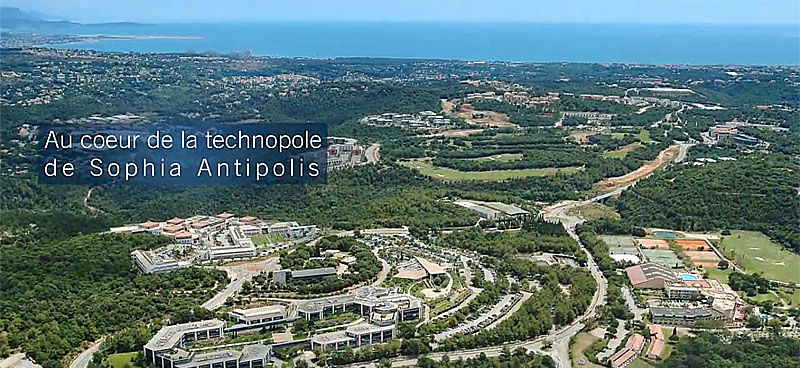 Au coeur de la technopole
de Sophia Antipolis